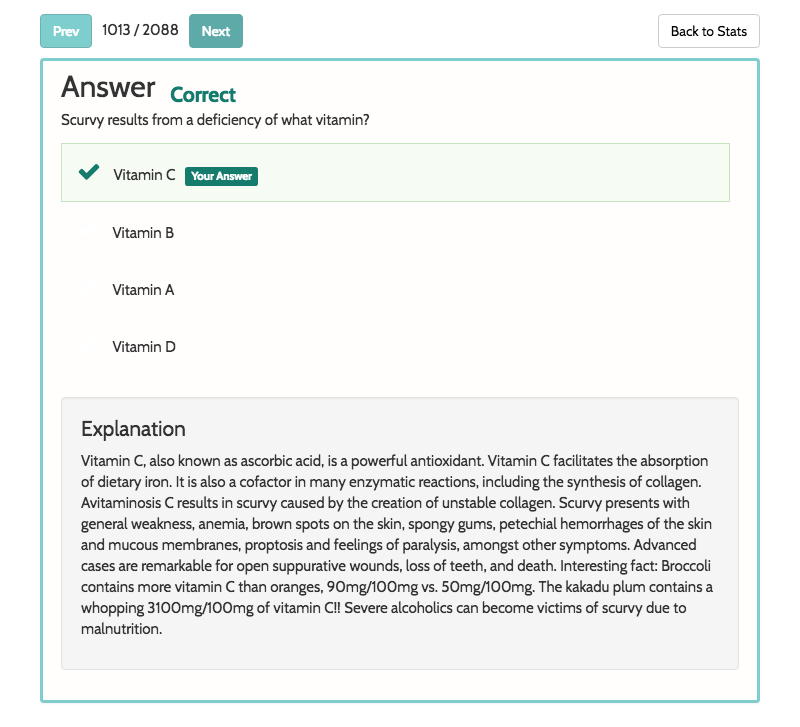 Prev 1013 / 2088 Next Back to Stats
Answer Correct
Scurvy results from a deficiency of what vitamin?
Vitamin C Your Answer
Vitamin B
Vitamin A
Vitamin D
Explanation
Vitamin C, also known as ascorbic acid, is a powerful antioxidant. Vitamin C facilitates the absorption
of dietary iron. It is also a cofactor in many enzymatic reactions, including the synthesis of collagen.
Avitaminosis C results in scurvy caused by the creation of unstable collagen. Scurvy presents with
general weakness, anemia, brown spots on the skin, spongy gums, petechial hemorrhages of the skin
and mucous membranes, proptosis and feelings of paralysis, amongst other symptoms. Advanced
cases are remarkable for open suppurative wounds, loss of teeth, and death. Interesting fact: Broccoli
contains more vitamin C than oranges, 90mg/100mg vs. 50mg/100mg. The kakadu plum contains a
whopping 3100mg/100mg of vitamin C!! Severe alcoholics can become victims of scurvy due to
malnutrition.